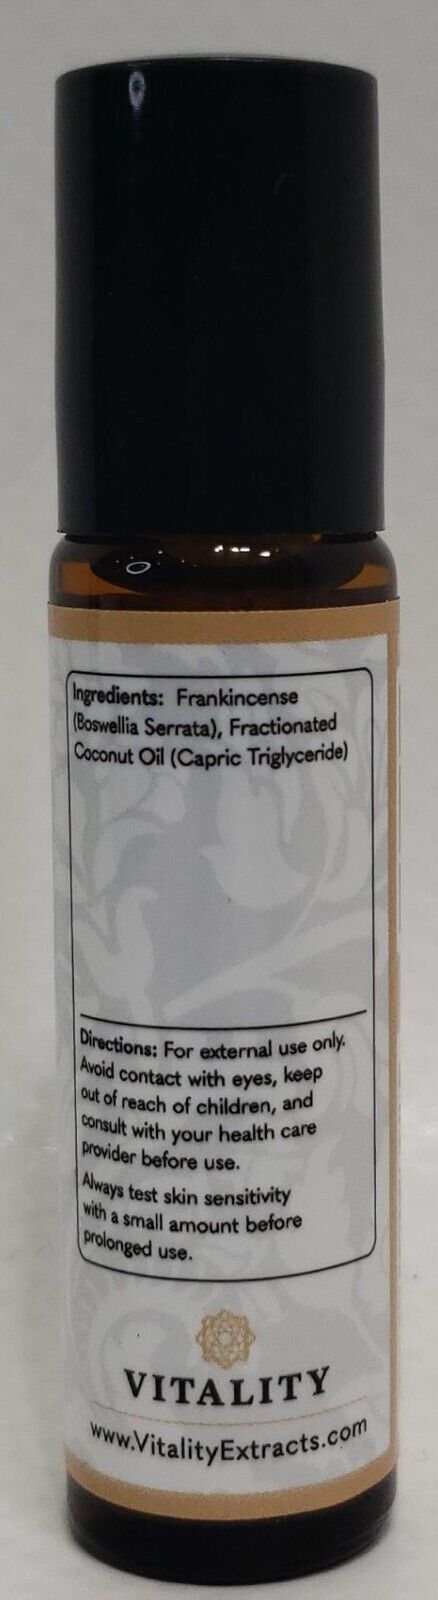 Ingredients: Frankincense
(Boswellia Serrata), Fractionated
Coconut Oil (Capric Triglyceride)
Directions: For external use only.
Avoid contact with eyes, keep
out of reach of children, and
consult with your health care
provider before use.
Always test skin sensitivity
with a small amount before
prolonged use.
VITALITY
www.VitalityExtracts.com